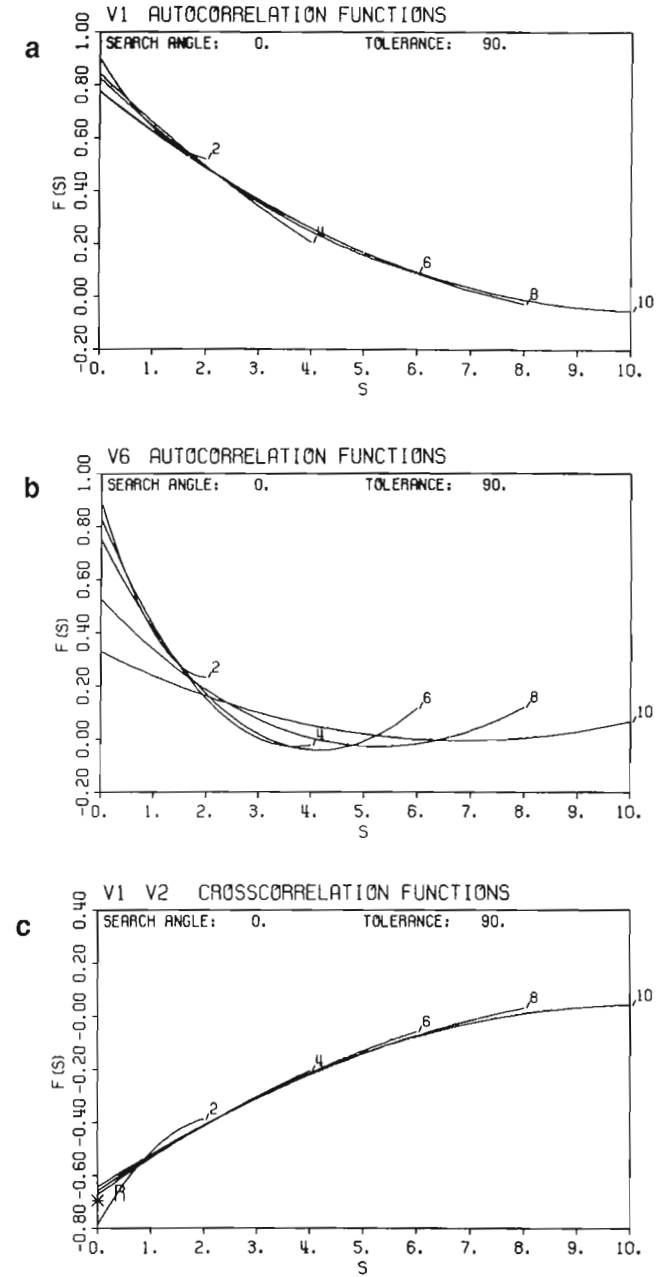 V1 AUTOCORRELATION FUNCTIONS
a
SEARCH ANGLE: 0. TOLERANCE: 90.
1.00
0.80
0.60
0.40
0.20
0.00
-0.20
F(S)
,2
,4
,6
,8
,10
-0. 1. 2. 3. 4. 5. 6. 7. 8. 9. 10.
S
V6 AUTOCORRELATION FUNCTIONS
b
SEARCH ANGLE: 0. TOLERANCE: 90.
1.00
0.80
0.60
0.40
0.20
0.00
-0.20
F(S)
,2
,4
,6
,8
,10
-0. 1. 2. 3. 4. 5. 6. 7. 8. 9. 10.
S
V1 V2 CROSSCORRELATION FUNCTIONS
c
SEARCH ANGLE: 0. TOLERANCE: 90.
0.40
0.20
-0.00
-0.20
-0.40
-0.60
-0.80
F(S)
,2
,4
,6
,8
,10
R
-0. 1. 2. 3. 4. 5. 6. 7. 8. 9. 10.
S